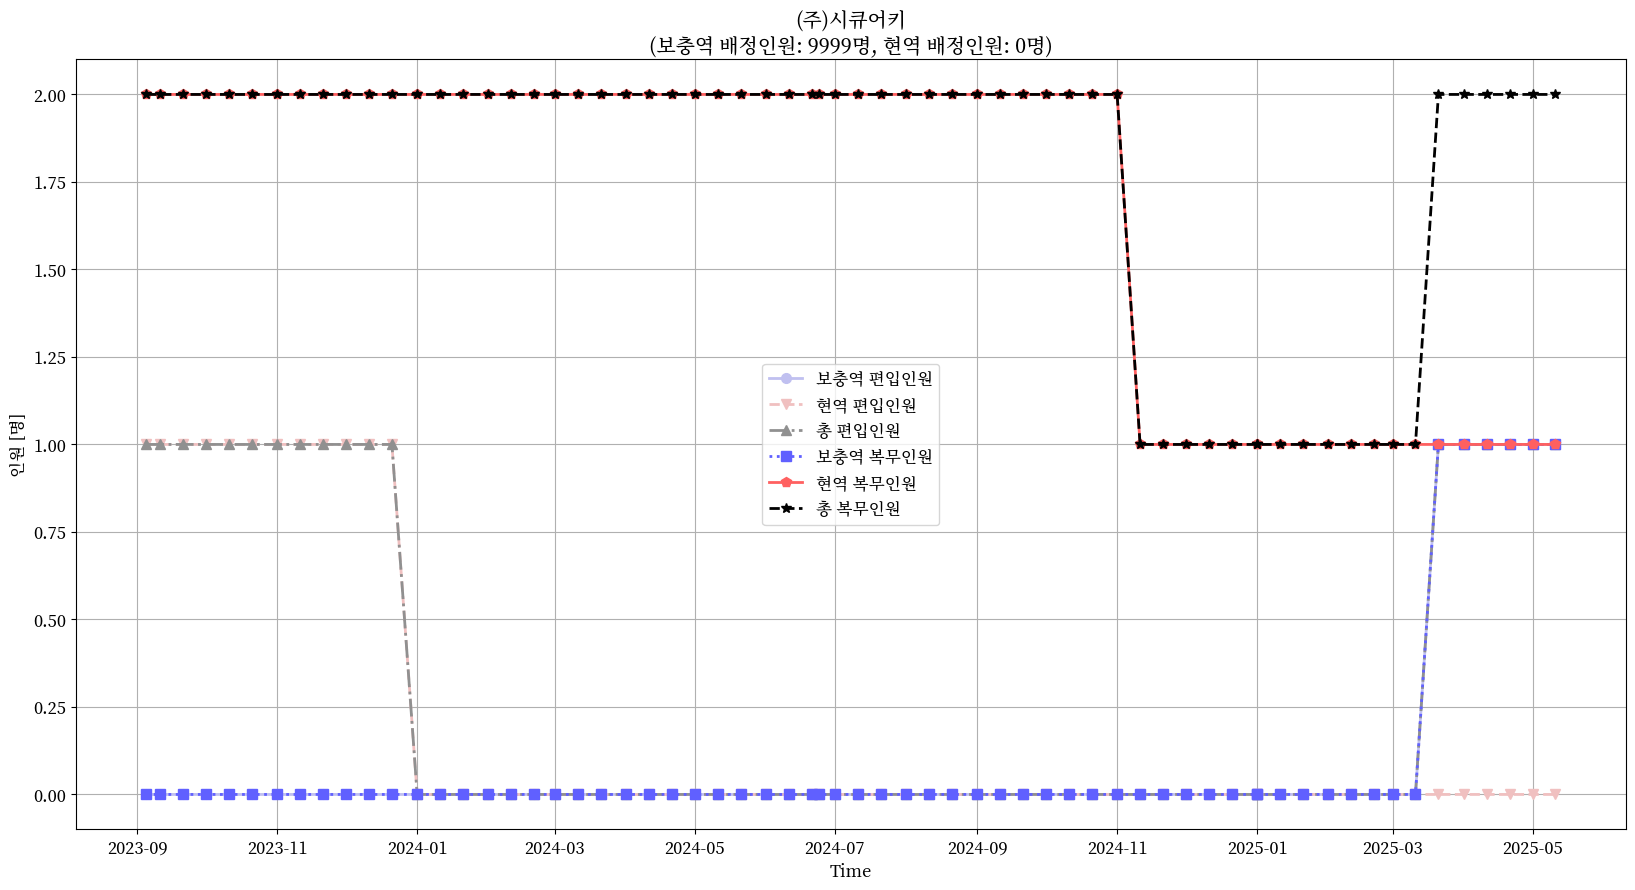 (주)시큐어키
(보충역 배정인원: 9999명, 현역 배정인원: 0명)
2.00
1.75
1.50
1.25
1.00
0.75
0.50
0.25
0.00
인원 [명]
보충역 편입인원
현역 편입인원
총 편입인원
보충역 복무인원
현역 복무인원
총 복무인원
2023-09
2023-11
2024-01
2024-03
2024-05
2024-07
2024-09
2024-11
2025-01
2025-03
2025-05
Time